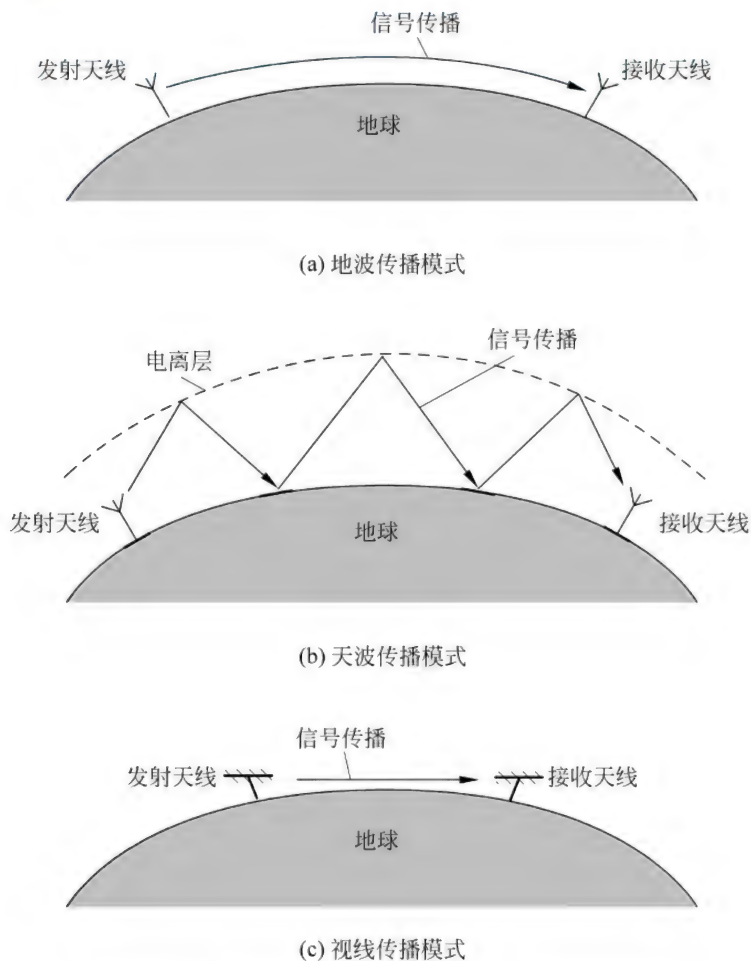 信号传播
发射天线
接收天线
地球
(a) 地波传播模式
电离层
信号传播
发射天线
地球
接收天线
(b) 天波传播模式
信号传播
发射天线
接收天线
地球
(c) 视线传播模式